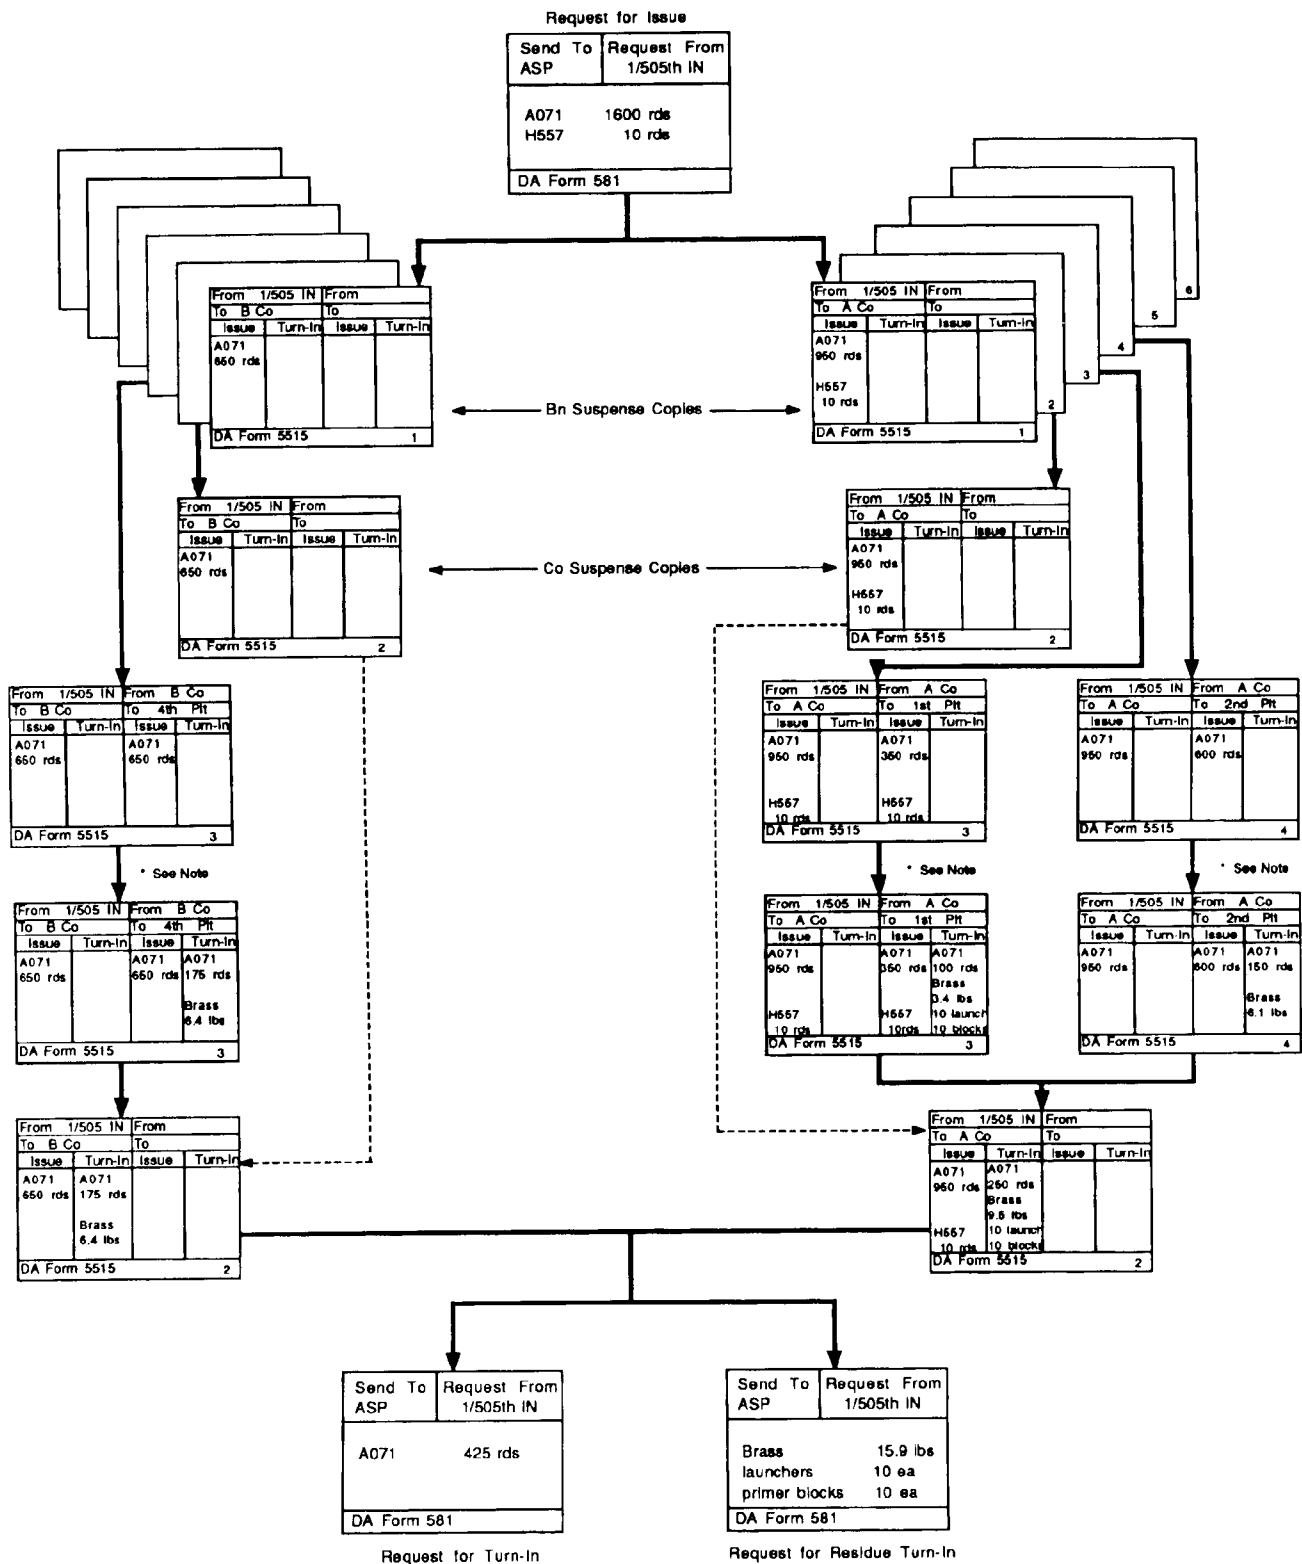 Request for Issue
Send To Request From
ASP 1/505th IN
A071 1600 rds
H557 10 rds
DA Form 581
From 1/505 IN From
To B Co To
Issue Turn-In Issue Turn-In
A071
650 rds
DA Form 5515 1
6
5
4
3
2
From 1/505 IN From
To A Co To
Issue Turn-In Issue Turn-In
A071
950 rds
H557
10 rds
DA Form 5515 1
Bn Suspense Copies
From 1/505 IN From
To B Co To
Issue Turn-In Issue Turn-In
A071
650 rds
DA Form 5515 2
From 1/505 IN From
To A Co To
Issue Turn-In Issue Turn-In
A071
950 rds
H557
10 rds
DA Form 5515 2
Co Suspense Copies
From 1/505 IN From B Co
To B Co To 4th Plt
Issue Turn-In Issue Turn-In
A071 A071
650 rds 650 rds
DA Form 5515 3
* See Note
From 1/505 IN From A Co
To A Co To 1st Plt
Issue Turn-In Issue Turn-In
A071 A071
950 rds 350 rds
H557 H557
10 rds 10 rds
DA Form 5515 3
* See Note
From 1/505 IN From A Co
To A Co To 2nd Plt
Issue Turn-In Issue Turn-In
A071 A071
950 rds 600 rds
DA Form 5515 4
* See Note
From 1/505 IN From B Co
To B Co To 4th Plt
Issue Turn-In Issue Turn-In
A071 A071 A071
650 rds 650 rds 175 rds
Brass
6.4 lbs
DA Form 5515 3
From 1/505 IN From A Co
To A Co To 1st Plt
Issue Turn-In Issue Turn-In
A071 A071 A071
950 rds 350 rds 100 rds
Brass
3.4 lbs
H557 H557 10 launch
10 rds 10rds 10 blocks
DA Form 5515 3
From 1/505 IN From A Co
To A Co To 2nd Plt
Issue Turn-In Issue Turn-In
A071 A071 A071
950 rds 600 rds 150 rds
Brass
6.1 lbs
DA Form 5515 4
From 1/505 IN From
To B Co To
Issue Turn-In Issue Turn-In
A071 A071
650 rds 175 rds
Brass
6.4 lbs
DA Form 5515 2
From 1/505 IN From
To A Co To
Issue Turn-In Issue Turn-In
A071 A071
950 rds 250 rds
Brass
9.5 lbs
H557 10 launch
10 rds 10 blocks
DA Form 5515 2
Send To Request From
ASP 1/505th IN
A071 425 rds
DA Form 581
Request for Turn-In
Send To Request From
ASP 1/505th IN
Brass 15.9 lbs
launchers 10 ea
primer blocks 10 ea
DA Form 581
Request for Residue Turn-In